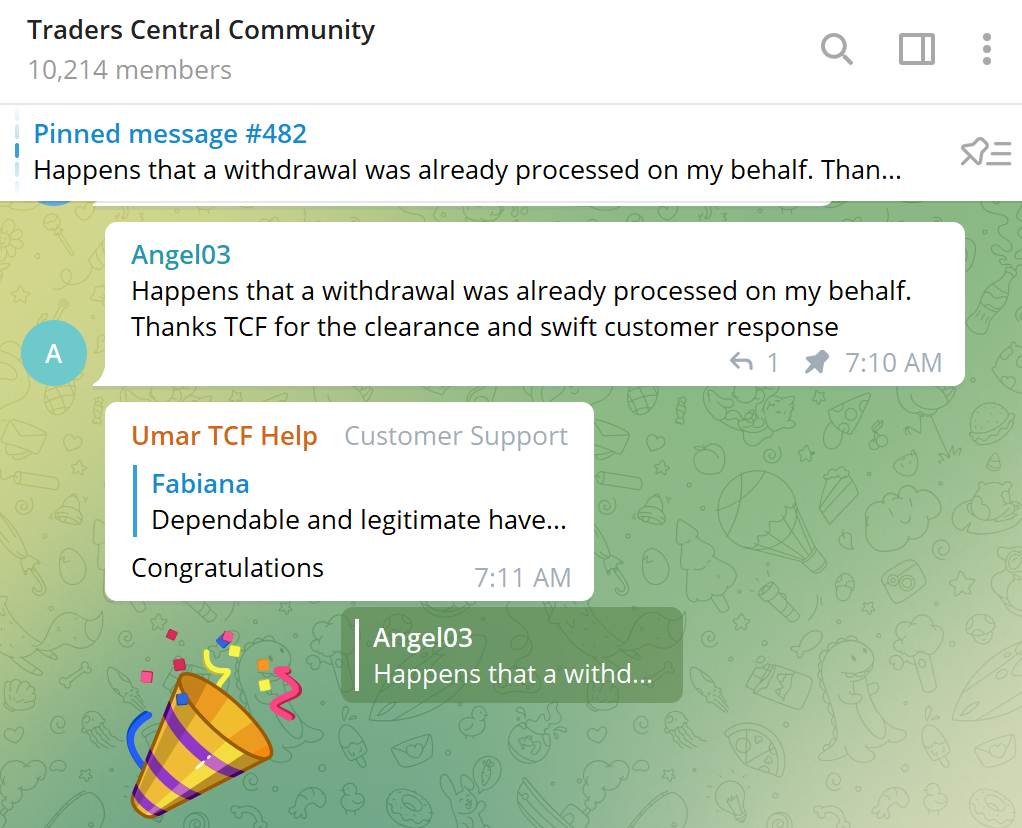 Traders Central Community
10,214 members
Pinned message #482
Happens that a withdrawal was already processed on my behalf. Than...
Angel03
Happens that a withdrawal was already processed on my behalf.
Thanks TCF for the clearance and swift customer response
1 7:10 AM
A
Umar TCF Help Customer Support
Fabiana
Dependable and legitimate have...
Congratulations
7:11 AM
Angel03
Happens that a withd...